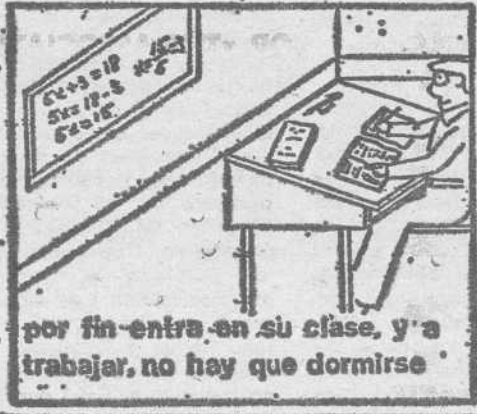 5x+3=18
5x=18-3
5x=15
por fin entra en su clase, y a
trabajar, no hay que dormirse